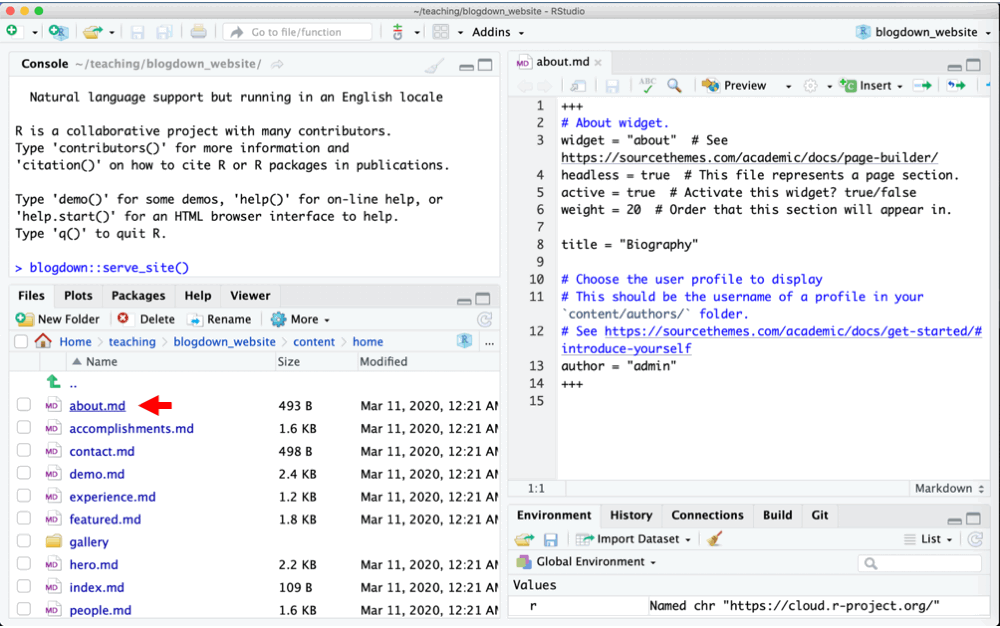 ~/teaching/blogdown_website - RStudio
Go to file/function
Addins
blogdown_website
Console ~/teaching/blogdown_website/
Natural language support but running in an English locale
R is a collaborative project with many contributors.
Type 'contributors()' for more information and
'citation()' on how to cite R or R packages in publications.
Type 'demo()' for some demos, 'help()' for on-line help, or
'help.start()' for an HTML browser interface to help.
Type 'q()' to quit R.
> blogdown::serve_site()
Files Plots Packages Help Viewer
New Folder Delete Rename More
Home teaching blogdown_website content home ...
Name Size Modified
..
MD about.md 493 B Mar 11, 2020, 12:21 AM
MD accomplishments.md 1.6 KB Mar 11, 2020, 12:21 AM
MD contact.md 498 B Mar 11, 2020, 12:21 AM
MD demo.md 2.4 KB Mar 11, 2020, 12:21 AM
MD experience.md 1.2 KB Mar 11, 2020, 12:21 AM
MD featured.md 1.8 KB Mar 11, 2020, 12:21 AM
gallery
MD hero.md 2.2 KB Mar 11, 2020, 12:21 AM
MD index.md 109 B Mar 11, 2020, 12:21 AM
MD people.md 1.6 KB Mar 11, 2020, 12:21 AM
MD about.md
ABC Preview Insert
1 +++
2 # About widget.
3 widget = "about" # See
https://sourcethemes.com/academic/docs/page-builder/
4 headless = true # This file represents a page section.
5 active = true # Activate this widget? true/false
6 weight = 20 # Order that this section will appear in.
7
8 title = "Biography"
9
10 # Choose the user profile to display
11 # This should be the username of a profile in your
`content/authors/` folder.
12 # See https://sourcethemes.com/academic/docs/get-started/#
introduce-yourself
13 author = "admin"
14 +++
15
1:1 Markdown
Environment History Connections Build Git
Import Dataset List
Global Environment
Values
r Named chr "https://cloud.r-project.org/"